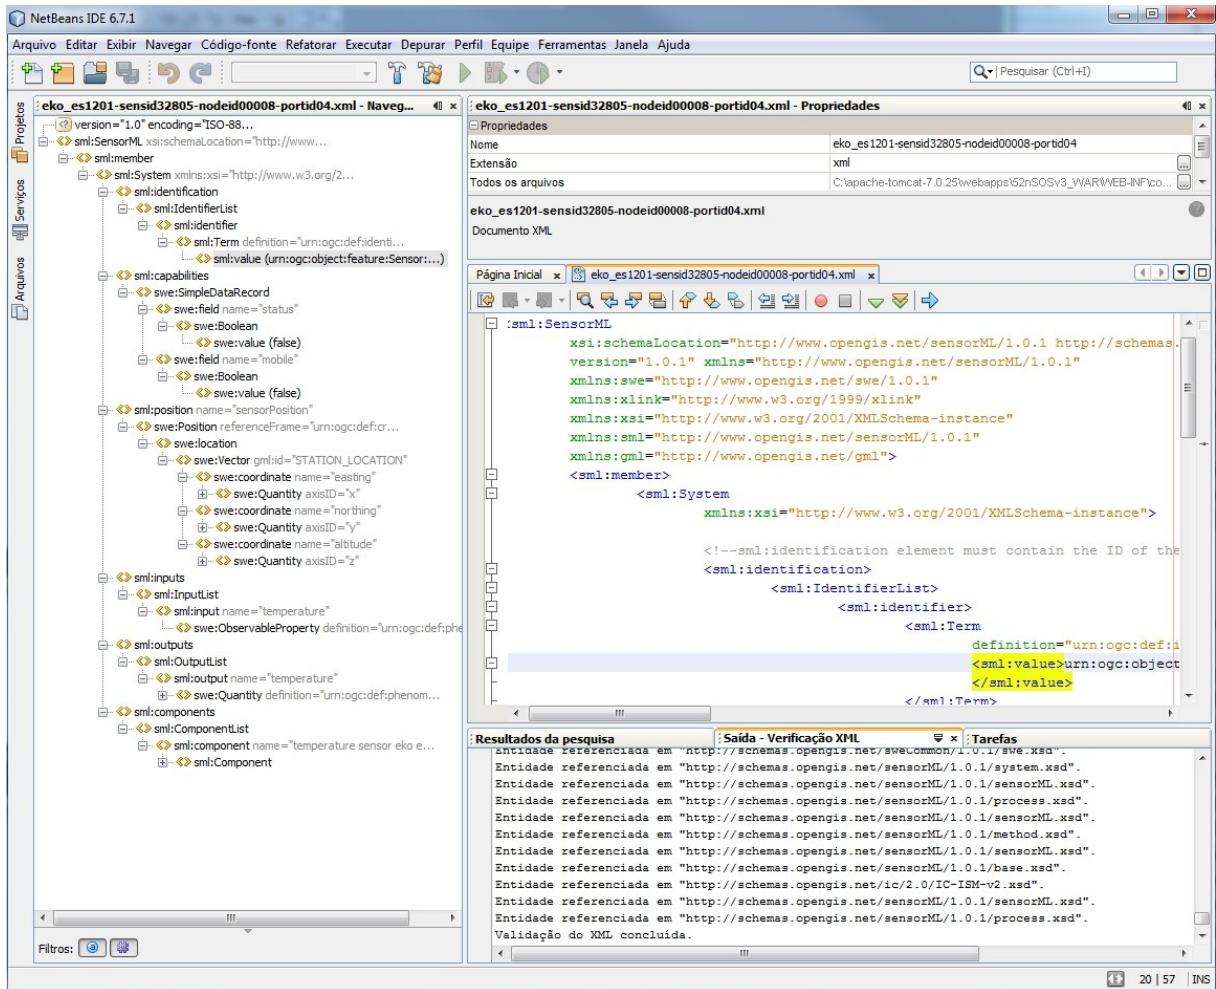 NetBeans IDE 6.7.1
Arquivo Editar Exibir Navegar Código-fonte Refatorar Executar Depurar Perfil Equipe Ferramentas Janela Ajuda
Pesquisar (Ctrl+I)
Projetos
Serviços
Arquivos
eko_es1201-sensid32805-nodeid00008-portid04.xml - Naveg...
version="1.0" encoding="ISO-88...
sml:SensorML xsi:schemaLocation="http://www...
sml:member
sml:System xmlns:xsi="http://www.w3.org/2...
sml:identification
sml:IdentifierList
sml:identifier
sml:Term definition="urn:ogc:def:identi...
sml:value (urn:ogc:object:feature:Sensor:...)
sml:capabilities
swe:SimpleDataRecord
swe:field name="status"
swe:Boolean
swe:value (false)
swe:field name="mobile"
swe:Boolean
swe:value (false)
sml:position name="sensorPosition"
swe:Position referenceFrame="urn:ogc:def:cr...
swe:location
swe:Vector gml:id="STATION_LOCATION"
swe:coordinate name="easting"
swe:Quantity axisID="x"
swe:coordinate name="northing"
swe:Quantity axisID="y"
swe:coordinate name="altitude"
swe:Quantity axisID="z"
sml:inputs
sml:InputList
sml:input name="temperature"
swe:ObservableProperty definition="urn:ogc:def:phe
sml:outputs
sml:OutputList
sml:output name="temperature"
swe:Quantity definition="urn:ogc:def:phenom...
sml:components
sml:ComponentList
sml:component name="temperature sensor eko e...
sml:Component
Filtros:
eko_es1201-sensid32805-nodeid00008-portid04.xml - Propriedades
Propriedades
Nome eko_es1201-sensid32805-nodeid00008-portid04
Extensão xml
Todos os arquivos C:\apache-tomcat-7.0.25\webapps\52nSOSv3_WAR\WEB-INF\co...
eko_es1201-sensid32805-nodeid00008-portid04.xml
Documento XML
Página Inicial eko_es1201-sensid32805-nodeid00008-portid04.xml
sml:SensorML
xsi:schemaLocation="http://www.opengis.net/sensorML/1.0.1 http://schemas.
version="1.0.1" xmlns="http://www.opengis.net/sensorML/1.0.1"
xmlns:swe="http://www.opengis.net/swe/1.0.1"
xmlns:xlink="http://www.w3.org/1999/xlink"
xmlns:xsi="http://www.w3.org/2001/XMLSchema-instance"
xmlns:sml="http://www.opengis.net/sensorML/1.0.1"
xmlns:gml="http://www.opengis.net/gml">
<sml:member>
<sml:System
xmlns:xsi="http://www.w3.org/2001/XMLSchema-instance">
<!--sml:identification element must contain the ID of the
<sml:identification>
<sml:IdentifierList>
<sml:identifier>
<sml:Term
definition="urn:ogc:def:i
<sml:value>urn:ogc:object
</sml:value>
</sml:Term>
Resultados da pesquisa Saída - Verificação XML Tarefas
Entidade referenciada em "http://schemas.opengis.net/sweCommon/1.0.1/swe.xsd".
Entidade referenciada em "http://schemas.opengis.net/sensorML/1.0.1/system.xsd".
Entidade referenciada em "http://schemas.opengis.net/sensorML/1.0.1/sensorML.xsd".
Entidade referenciada em "http://schemas.opengis.net/sensorML/1.0.1/process.xsd".
Entidade referenciada em "http://schemas.opengis.net/sensorML/1.0.1/sensorML.xsd".
Entidade referenciada em "http://schemas.opengis.net/sensorML/1.0.1/method.xsd".
Entidade referenciada em "http://schemas.opengis.net/sensorML/1.0.1/sensorML.xsd".
Entidade referenciada em "http://schemas.opengis.net/sensorML/1.0.1/base.xsd".
Entidade referenciada em "http://schemas.opengis.net/ic/2.0/IC-ISM-v2.xsd".
Entidade referenciada em "http://schemas.opengis.net/sensorML/1.0.1/sensorML.xsd".
Entidade referenciada em "http://schemas.opengis.net/sensorML/1.0.1/process.xsd".
Validação do XML concluída.
20 | 57 INS